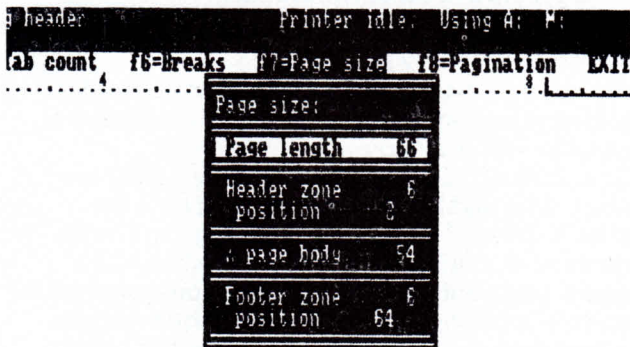 g header Printer idle. Using A: M:
tab count f6=Breaks f7=Page size f8=Pagination EXIT
4 8
Page size:
Page length 66
Header zone 6
position
page body 54
Footer zone 6
position 64